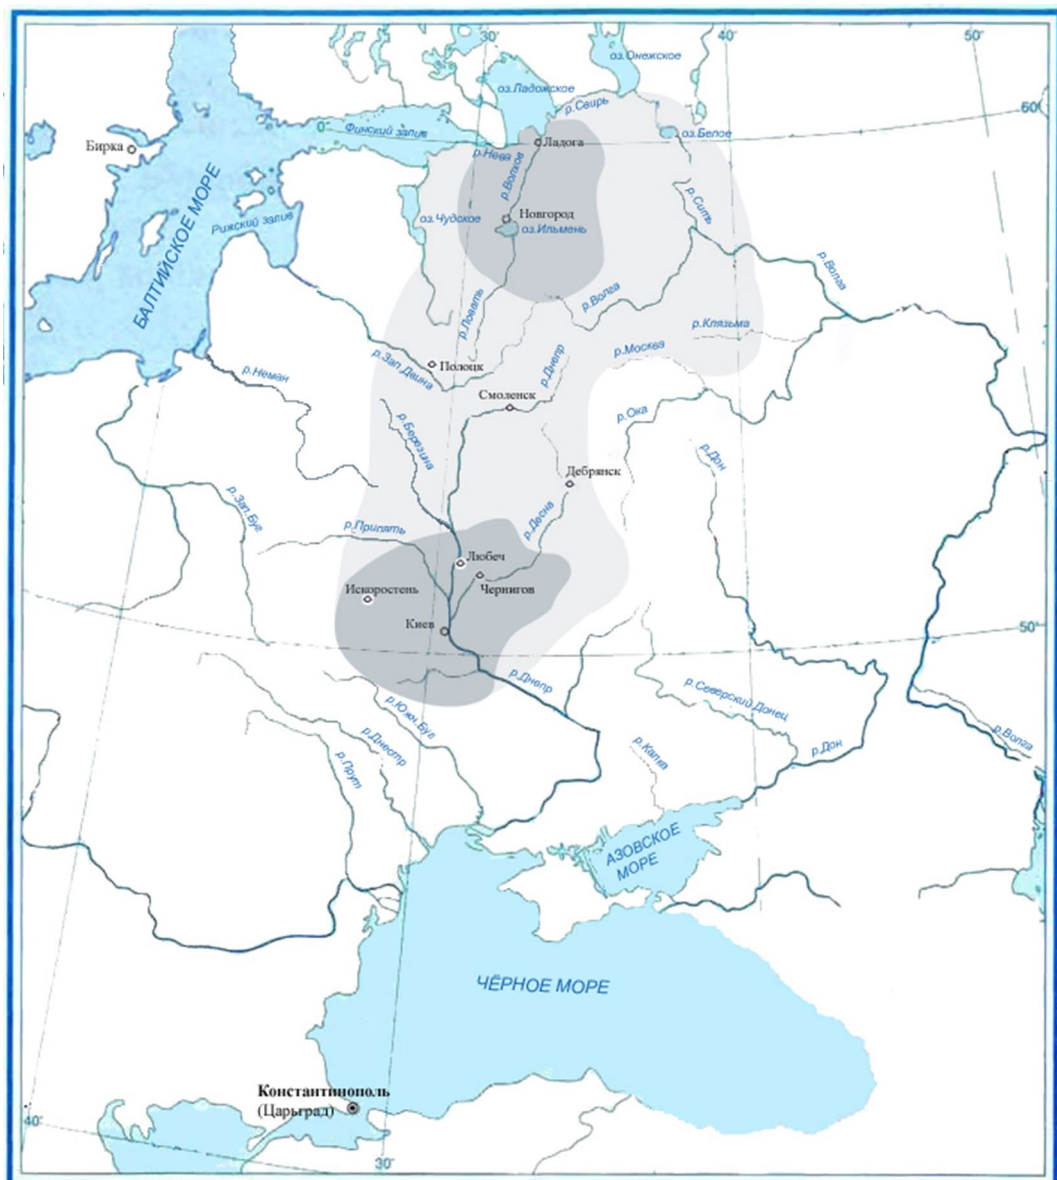 30°
40°
50°
оз.Онежское
оз.Ладожское
р.Свирь
60°
Финский залив
оз.Белое
Бирка
Ладога
р.Нева
р.Волхов
БАЛТИЙСКОЕ МОРЕ
Рижский залив
оз.Чудское
Новгород
оз.Ильмень
р.Сить
р.Волга
р.Волга
р.Ловать
р.Клязьма
р.Москва
р.Днепр
р.Зап.Двина
Полоцк
р.Неман
Смоленск
р.Ока
р.Березина
р.Дон
Дебрянск
р.Зап.Буг
р.Припять
р.Десна
Любеч
Искоростень
Чернигов
Киев
50°
р.Днепр
р.Северский Донец
р.Южн.Буг
р.Днестр
р.Прут
р.Калка
р.Дон
р.Волга
АЗОВСКОЕ
МОРЕ
ЧЁРНОЕ МОРЕ
Константинополь
(Царьград)
40°
30°